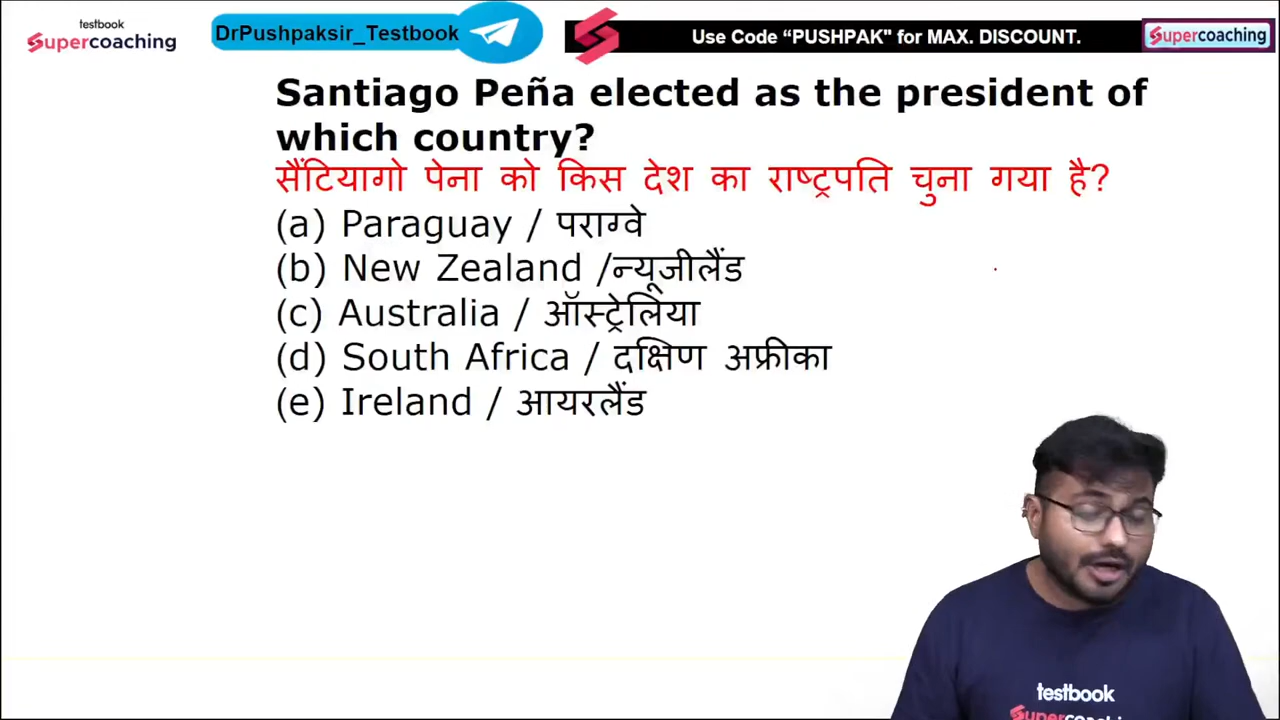 testbook
Supercoaching
DrPushpaksir_Testbook
Use Code “PUSHPAK" for MAX. DISCOUNT.
Supercoaching
Santiago Peña elected as the president of
which country?
सैंटियागो पेना को किस देश का राष्ट्रपति चुना गया है?
(a) Paraguay / पराग्वे
(b) New Zealand /न्यूजीलैंड
(c) Australia / ऑस्ट्रेलिया
(d) South Africa / दक्षिण अफ्रीका
(e) Ireland / आयरलैंड
testbook